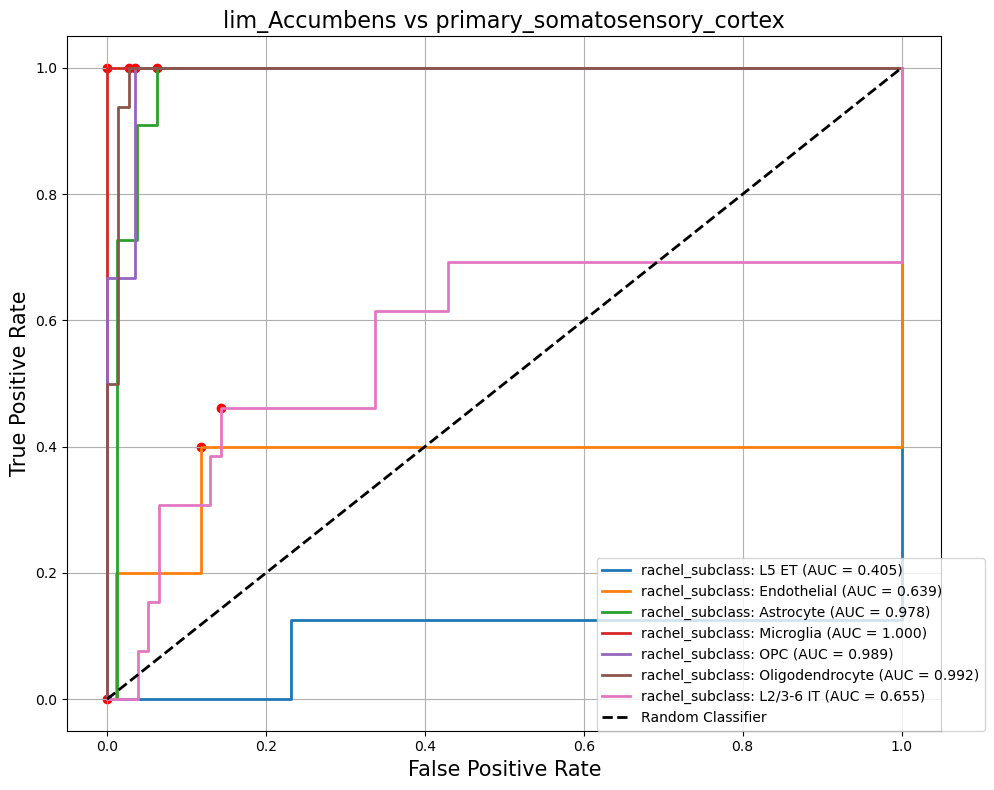 lim_Accumbens vs primary_somatosensory_cortex
True Positive Rate
1.0
0.8
0.6
0.4
0.2
0.0
rachel_subclass: L5 ET (AUC = 0.405)
rachel_subclass: Endothelial (AUC = 0.639)
rachel_subclass: Astrocyte (AUC = 0.978)
rachel_subclass: Microglia (AUC = 1.000)
rachel_subclass: OPC (AUC = 0.989)
rachel_subclass: Oligodendrocyte (AUC = 0.992)
rachel_subclass: L2/3-6 IT (AUC = 0.655)
Random Classifier
0.0
0.2
0.4
0.6
0.8
1.0
False Positive Rate